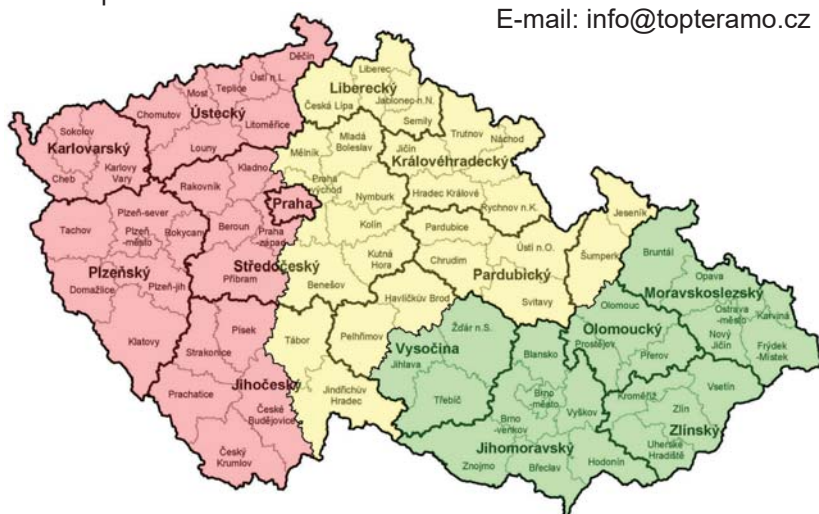 E-mail: info@topteramo.cz
Děčín
Ústí n.L.
Teplice
Most
Chomutov
Ústecký
Litoměřice
Louny
Liberec
Liberecký
Česká Lípa
Jablonec n.N.
Semily
Sokolov
Karlovarský
Karlovy
Vary
Cheb
Mělník
Mladá
Boleslav
Jičín
Trutnov
Náchod
Královéhradecký
Hradec Králové
Rychnov n.K.
Rakovník
Kladno
Praha
východ
Praha
Nymburk
Kolín
Beroun
Praha
-západ
Středočeský
Kutná
Hora
Příbram
Benešov
Tachov
Plzeň-sever
Plzeň
-město
Rokycany
Plzeňský
Domažlice
Plzeň-jih
Klatovy
Pardubice
Ústí n.O.
Chrudim
Pardubický
Svitavy
Jeseník
Šumperk
Bruntál
Opava
Moravskoslezský
Ostrava
-město
Karviná
Nový
Jičín
Frýdek
-Místek
Olomouc
Olomoucký
Prostějov
Přerov
Písek
Strakonice
Tábor
Prachatice
Jihočeský
Jindřichův
Hradec
České
Budějovice
Český
Krumlov
Havlíčkův Brod
Pelhřimov
Žďár n.S.
Vysočina
Jihlava
Třebíč
Blansko
Brno
-město
Brno
-venkov
Vyškov
Jihomoravský
Znojmo
Břeclav
Hodonín
Kroměříž
Vsetín
Zlín
Zlínský
Uherské
Hradiště